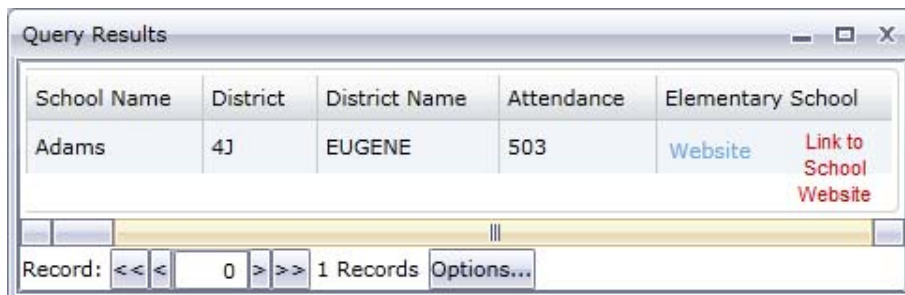 Query Results
School Name District District Name Attendance Elementary School
Adams 4J EUGENE 503 Website Link to
School
Website
Record: << < 0 > >> 1 Records Options...